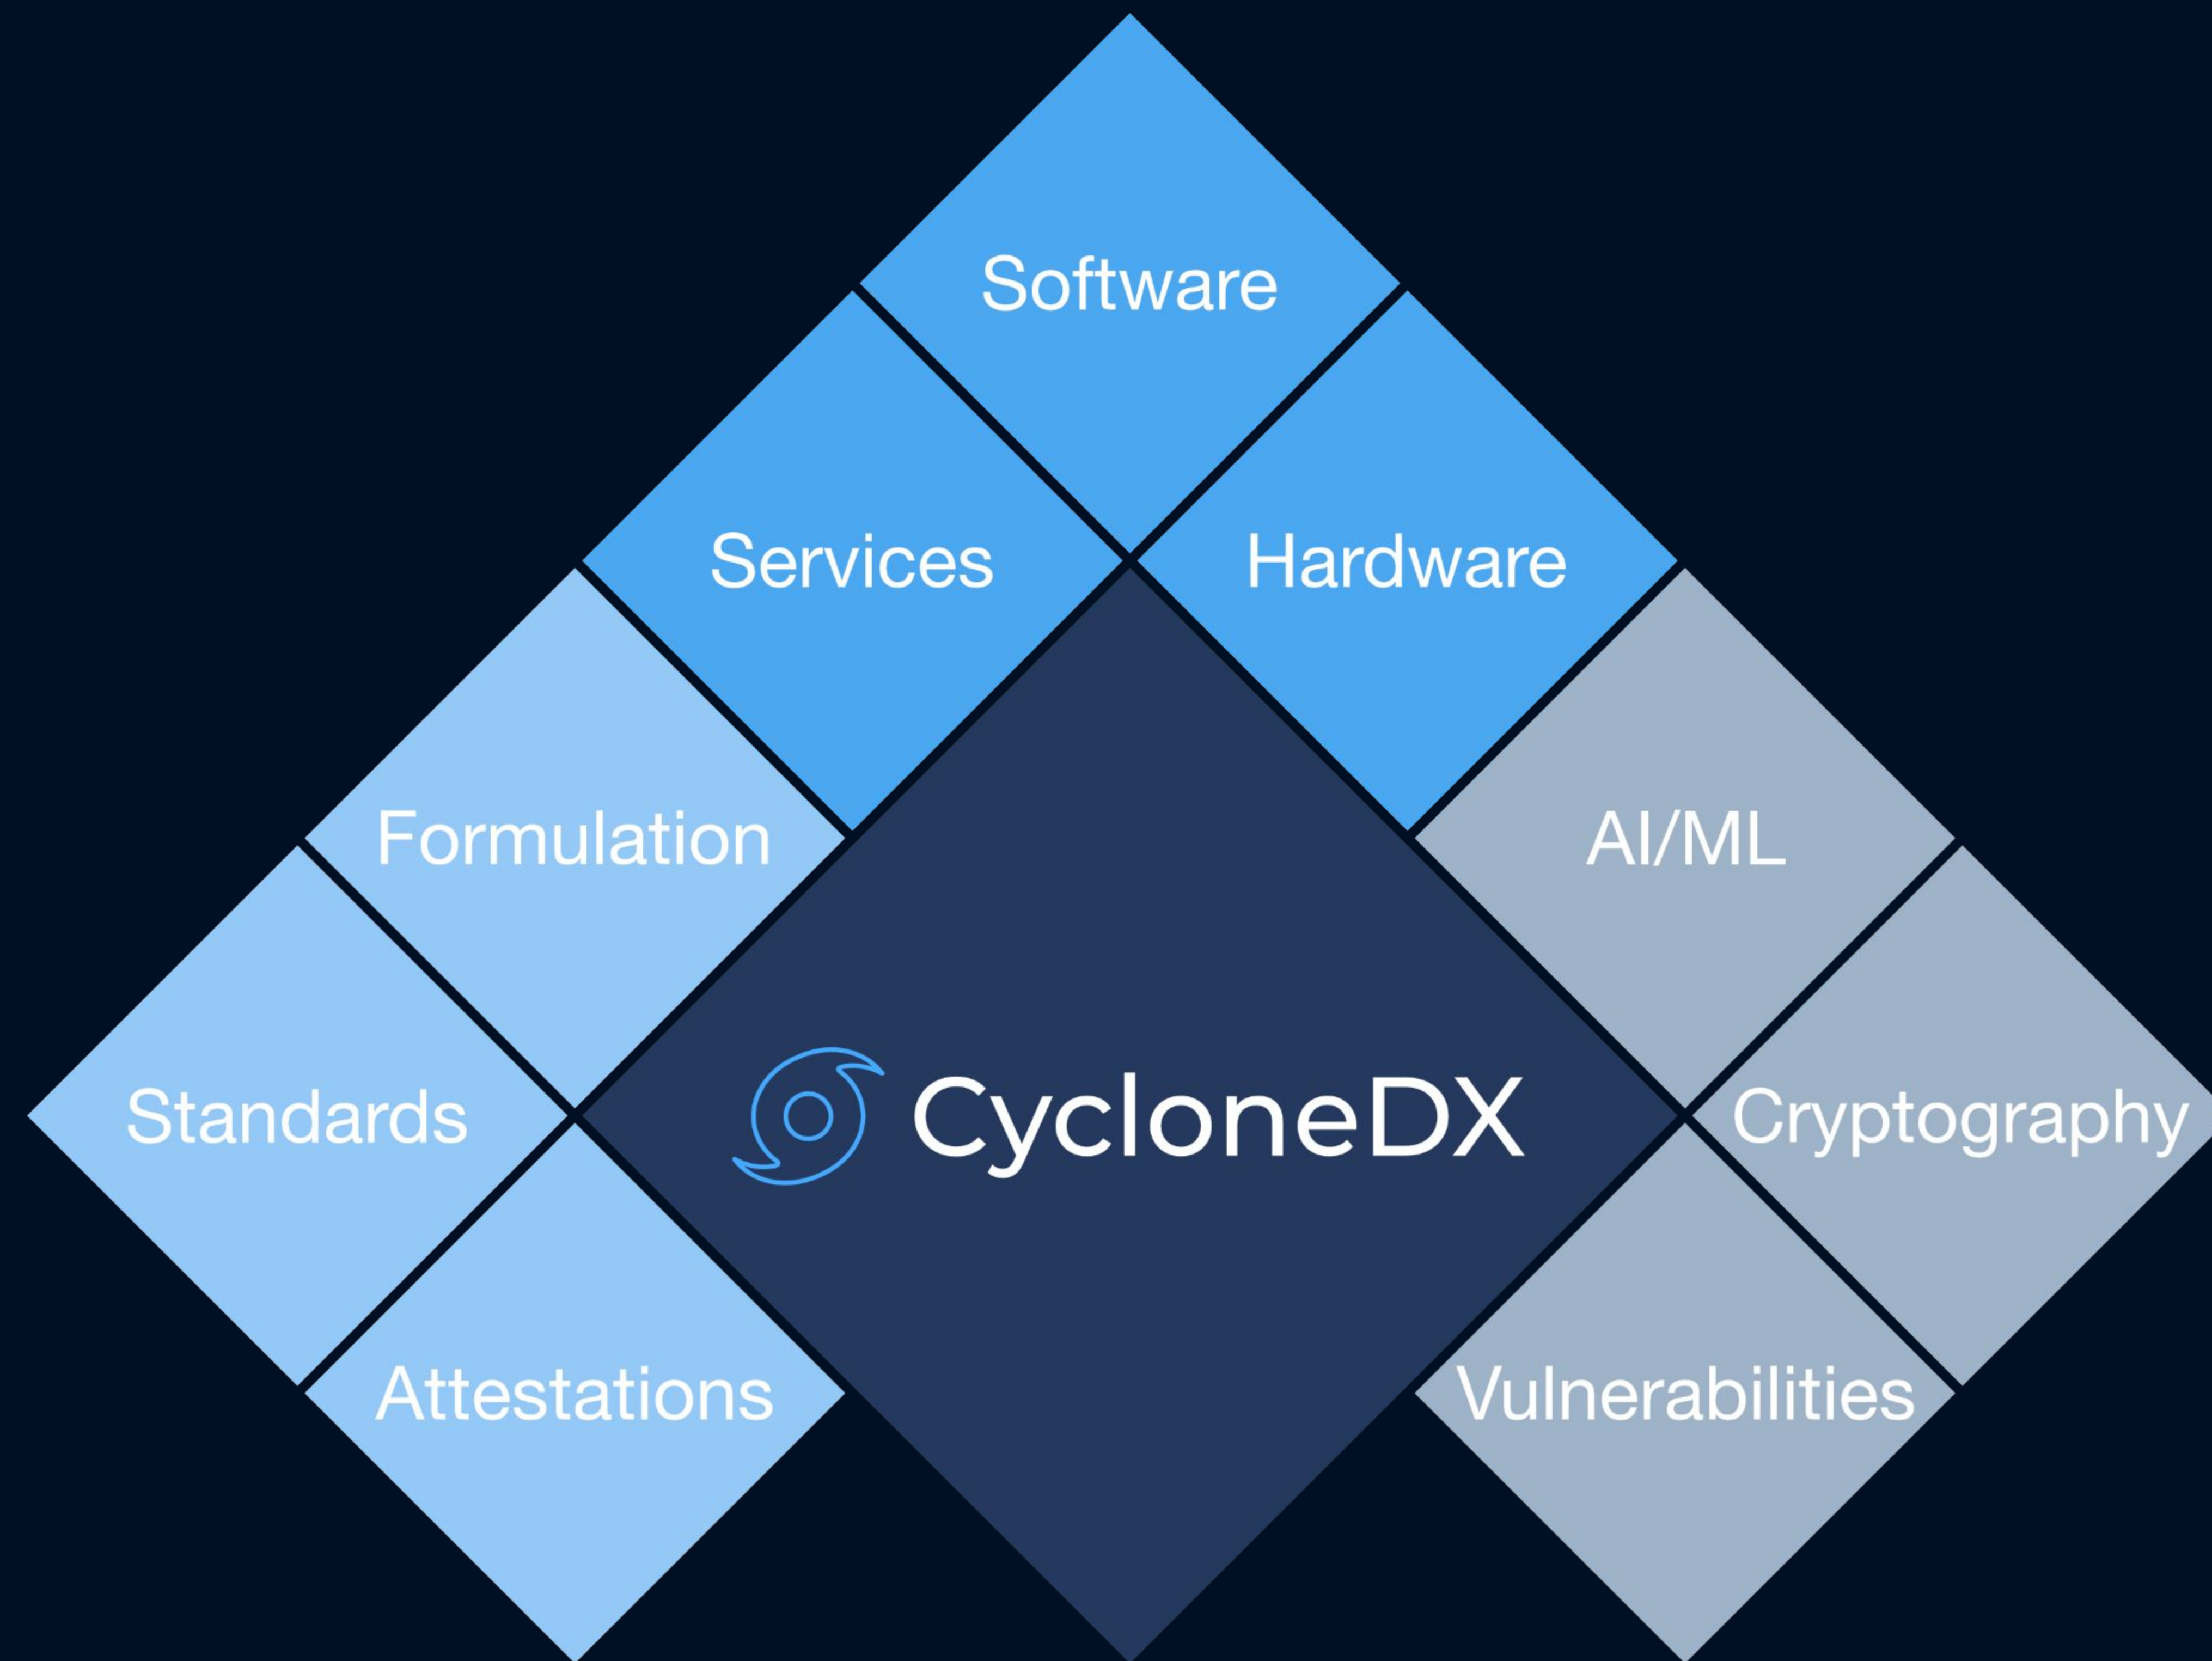 Software
Services
Hardware
Formulation
AI/ML
Standards
CycloneDX
Cryptography
Attestations
Vulnerabilities